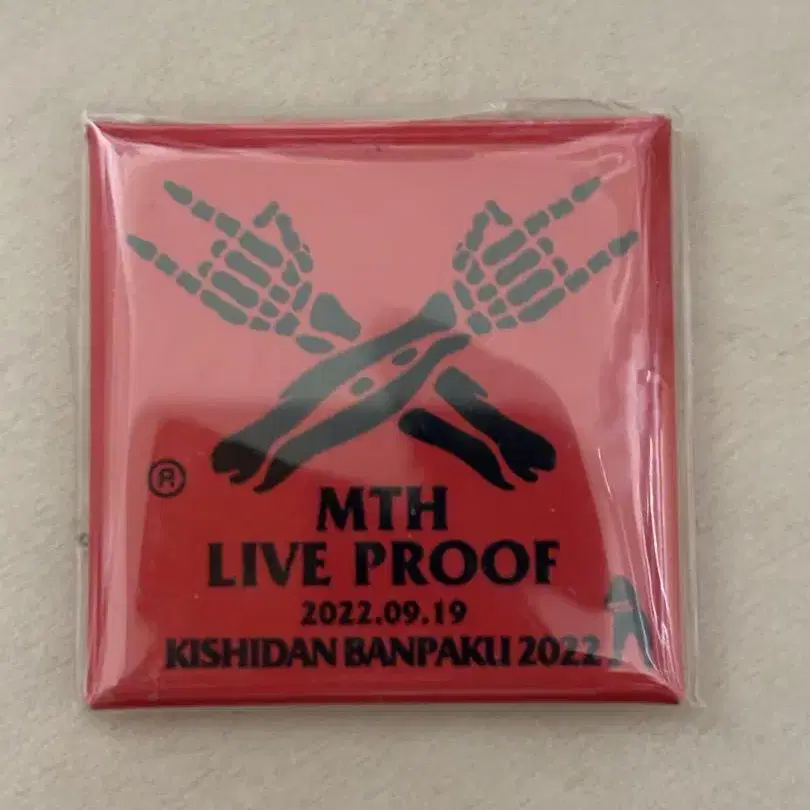 ®
MTH
LIVE PROOF
2022.09.19
KISHIDAN BANPAKU 2022